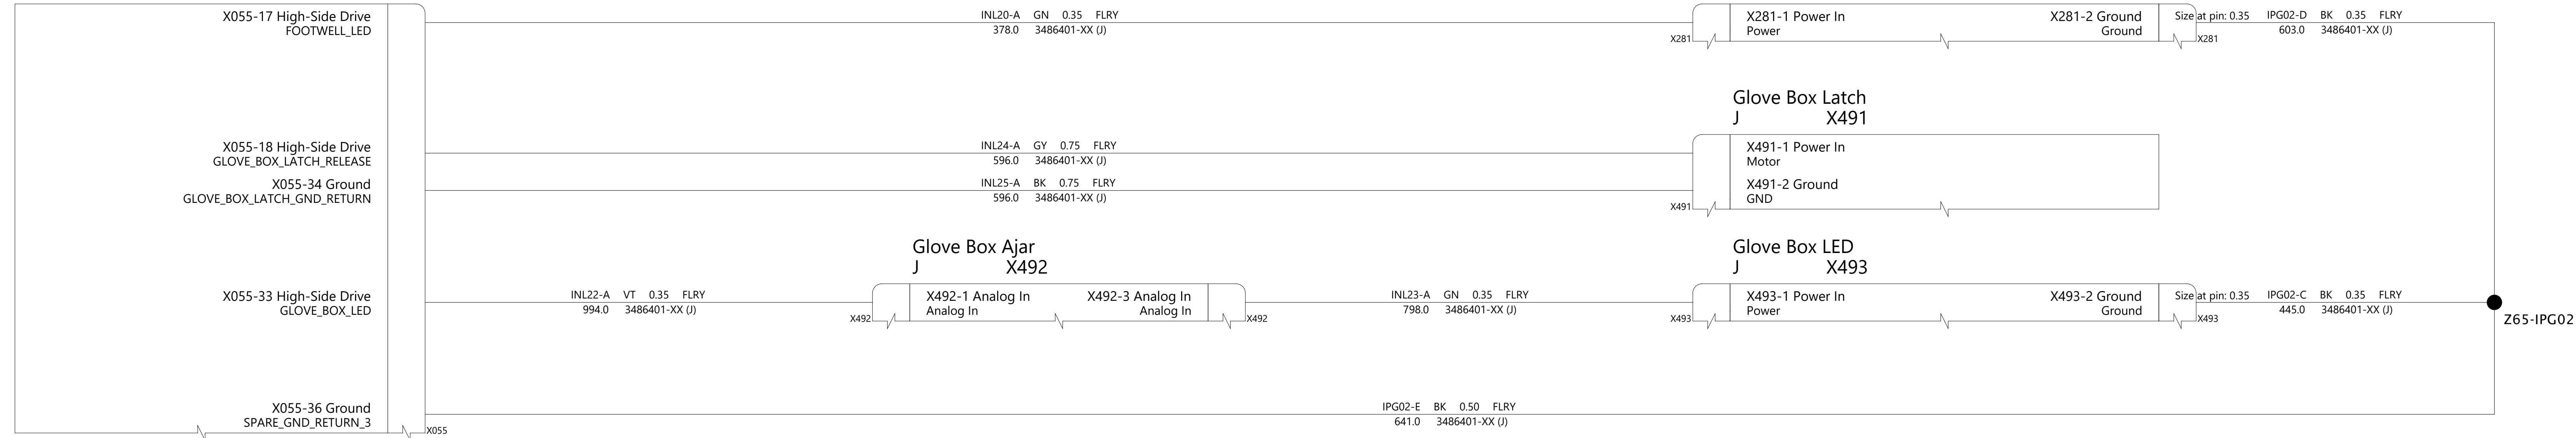 X055-17 High-Side Drive
FOOTWELL_LED
INL20-A GN 0.35 FLRY
378.0 3486401-XX (J)
X281
X281-1 Power In
Power
X281-2 Ground
Ground
X281
Size at pin: 0.35 IPG02-D BK 0.35 FLRY
603.0 3486401-XX (J)
Glove Box Latch
J X491
X055-18 High-Side Drive
GLOVE_BOX_LATCH_RELEASE
INL24-A GY 0.75 FLRY
596.0 3486401-XX (J)
X491-1 Power In
Motor
X055-34 Ground
GLOVE_BOX_LATCH_GND_RETURN
INL25-A BK 0.75 FLRY
596.0 3486401-XX (J)
X491
X491-2 Ground
GND
Glove Box Ajar
J X492
Glove Box LED
J X493
X055-33 High-Side Drive
GLOVE_BOX_LED
INL22-A VT 0.35 FLRY
994.0 3486401-XX (J)
X492
X492-1 Analog In
Analog In
X492-3 Analog In
Analog In
X492
INL23-A GN 0.35 FLRY
798.0 3486401-XX (J)
X493
X493-1 Power In
Power
X493-2 Ground
Ground
X493
Size at pin: 0.35 IPG02-C BK 0.35 FLRY
445.0 3486401-XX (J)
Z65-IPG02
X055-36 Ground
SPARE_GND_RETURN_3
X055
IPG02-E BK 0.50 FLRY
641.0 3486401-XX (J)